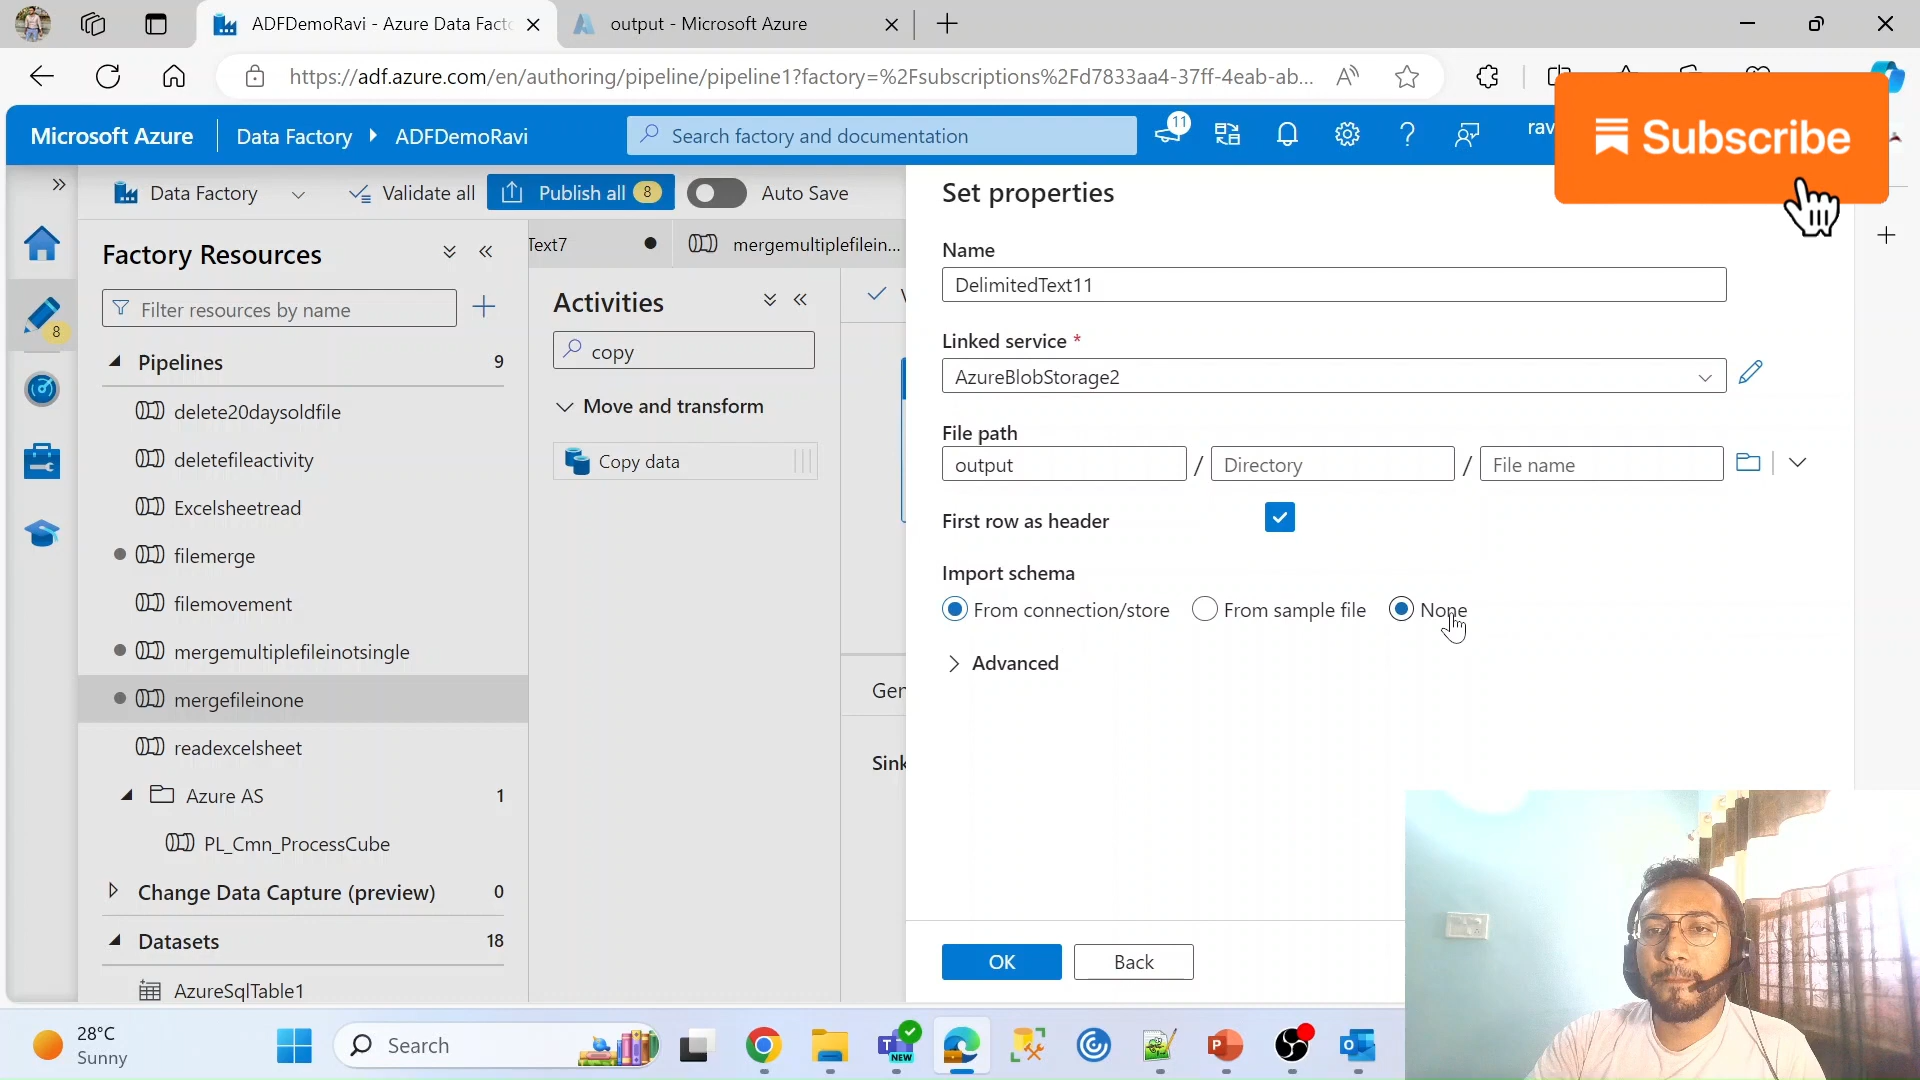 ADFDemoRavi - Azure Data Facto
output - Microsoft Azure
https://adf.azure.com/en/authoring/pipeline/pipeline1?factory=%2Fsubscriptions%2Fd7833aa4-37ff-4eab-ab...
Subscribe
Microsoft Azure
Data Factory
ADFDemoRavi
Search factory and documentation
11
rav
Data Factory
Validate all
Publish all
8
Auto Save
Set properties
Factory Resources
Text7
mergemultiplefilein...
Name
DelimitedText11
8
Filter resources by name
Activities
copy
Linked service *
AzureBlobStorage2
Pipelines
9
delete20daysoldfile
Move and transform
deletefileactivity
Copy data
File path
output / Directory / File name
Excelsheetread
First row as header
filemerge
Import schema
filemovement
From connection/store
From sample file
None
mergemultiplefileinotsingle
Advanced
mergefileinone
Ger
readexcelsheet
Sink
Azure AS
1
PL_Cmn_ProcessCube
Change Data Capture (preview)
0
Datasets
18
OK
Back
AzureSqlTable1
28°C
Sunny
Search
NEW